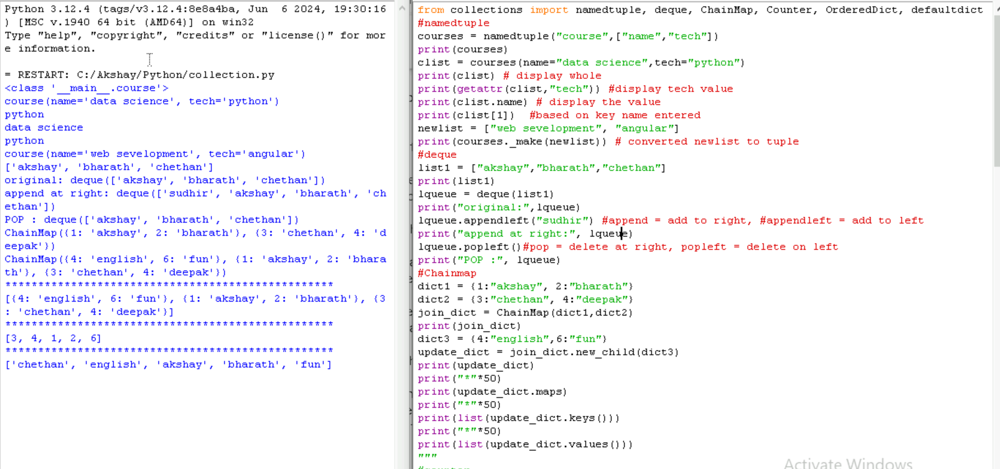 Python 3.12.4 (tags/v3.12.4:8e8a4ba, Jun  6 2024, 19:30:16
) [MSC v.1940 64 bit (AMD64)] on win32
Type "help", "copyright", "credits" or "license()" for mor
e information.
= RESTART: C:/Akshay/Python/collection.py
<class '__main__.course'>
course(name='data science', tech='python')
python
data science
python
course(name='web sevelopment', tech='angular')
['akshay', 'bharath', 'chethan']
original: deque(['akshay', 'bharath', 'chethan'])
append at right: deque(['sudhir', 'akshay', 'bharath', 'ch
ethan'])
POP : deque(['akshay', 'bharath', 'chethan'])
ChainMap({1: 'akshay', 2: 'bharath'}, {3: 'chethan', 4: 'd
eepak'})
ChainMap({4: 'english', 6: 'fun'}, {1: 'akshay', 2: 'bhara
th'}, {3: 'chethan', 4: 'deepak'})
**************************************************
[{4: 'english', 6: 'fun'}, {1: 'akshay', 2: 'bharath'}, {3
: 'chethan', 4: 'deepak'}]
**************************************************
[3, 4, 1, 2, 6]
**************************************************
['chethan', 'english', 'akshay', 'bharath', 'fun']
from collections import namedtuple, deque, ChainMap, Counter, OrderedDict, defaultdict
#namedtuple
courses = namedtuple("course",["name","tech"])
print(courses)
clist = courses(name="data science",tech="python")
print(clist) # display whole
print(getattr(clist,"tech")) #display tech value
print(clist.name) # display the value
print(clist[1])  #based on key name entered
newlist = ["web sevelopment", "angular"]
print(courses._make(newlist)) # converted newlist to tuple
#deque
list1 = ["akshay","bharath","chethan"]
print(list1)
lqueue = deque(list1)
print("original:",lqueue)
lqueue.appendleft("sudhir") #append = add to right, #appendleft = add to left
print("append at right:", lqueue)
lqueue.popleft()#pop = delete at right, popleft = delete on left
print("POP :", lqueue)
#Chainmap
dict1 = {1:"akshay", 2:"bharath"}
dict2 = {3:"chethan", 4:"deepak"}
join_dict = ChainMap(dict1,dict2)
print(join_dict)
dict3 = {4:"english",6:"fun"}
update_dict = join_dict.new_child(dict3)
print(update_dict)
print("*"*50)
print(update_dict.maps)
print("*"*50)
print(list(update_dict.keys()))
print("*"*50)
print(list(update_dict.values()))
"""
#counter
Activate Windows